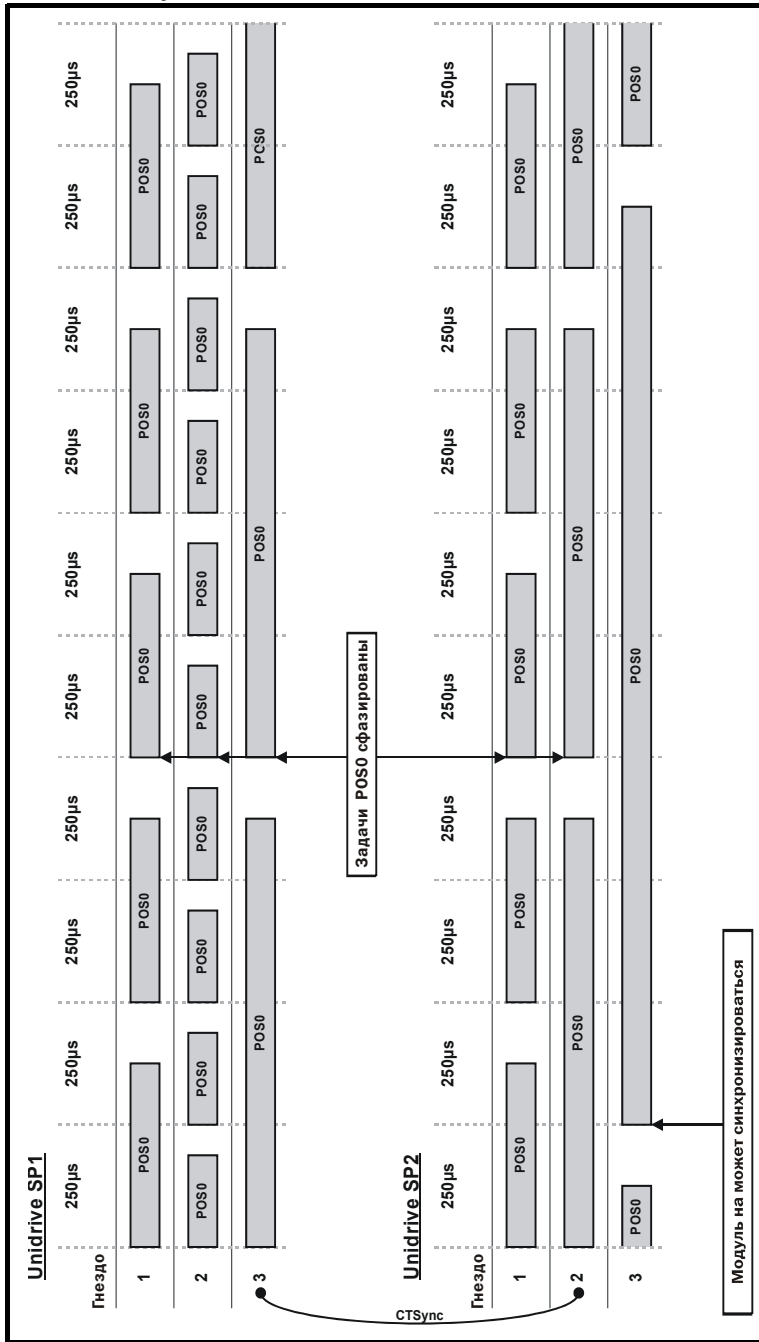 Unidrive SP1
Гнездо 250µs 250µs 250µs 250µs 250µs 250µs 250µs 250µs 250µs 250µs
1 POS0 POS0 POS0 POS0 POS0
2 POS0 POS0 POS0 POS0 POS0 POS0 POS0 POS0 POS0 POS0
3 POS0 POS0 POS0
Задачи POS0 сфазированы
CTSync
Unidrive SP2
Гнездо 250µs 250µs 250µs 250µs 250µs 250µs 250µs 250µs 250µs 250µs
1 POS0 POS0 POS0 POS0 POS0
2 POS0 POS0 POS0
3 POS0 POS0 POS0
Модуль на может синхронизироваться